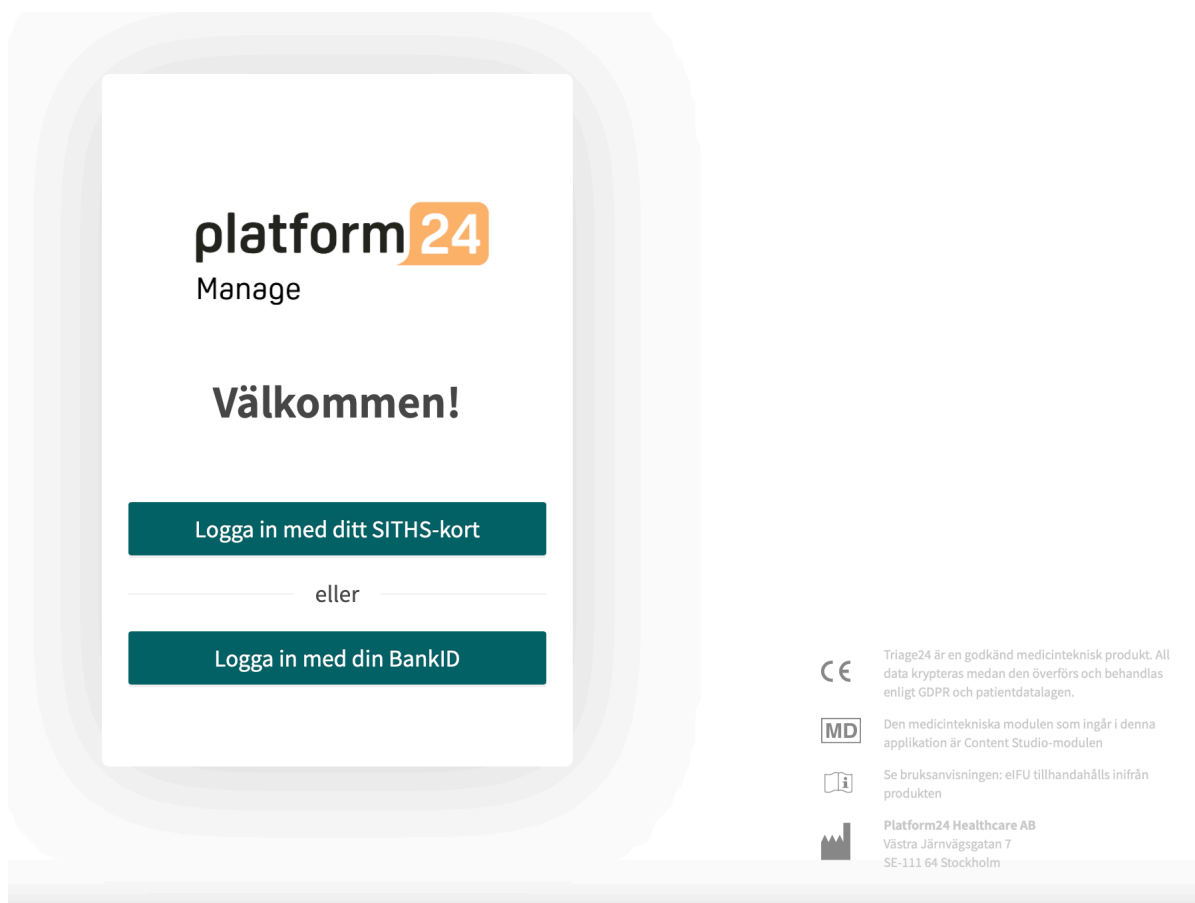 platform24
Manage
Välkommen!
Logga in med ditt SITHS-kort
eller
Logga in med din BankID
CE
Triage24 är en godkänd medicinteknisk produkt. All
data krypteras medan den överförs och behandlas
enligt GDPR och patientdatalagen.
MD
Den medicintekniska modulen som ingår i denna
applikation är Content Studio-modulen
i
Se bruksanvisningen: eIFU tillhandahålls inifrån
produkten
Platform24 Healthcare AB
Västra Järnvägsgatan 7
SE-111 64 Stockholm